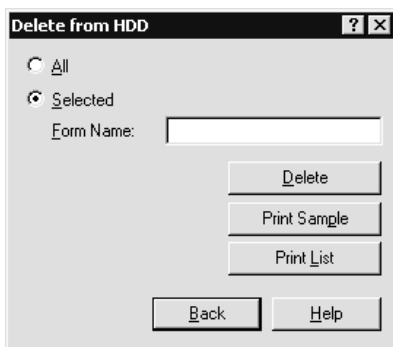 Delete from HDD
All
Selected
Form Name:
Delete
Print Sample
Print List
Back Help